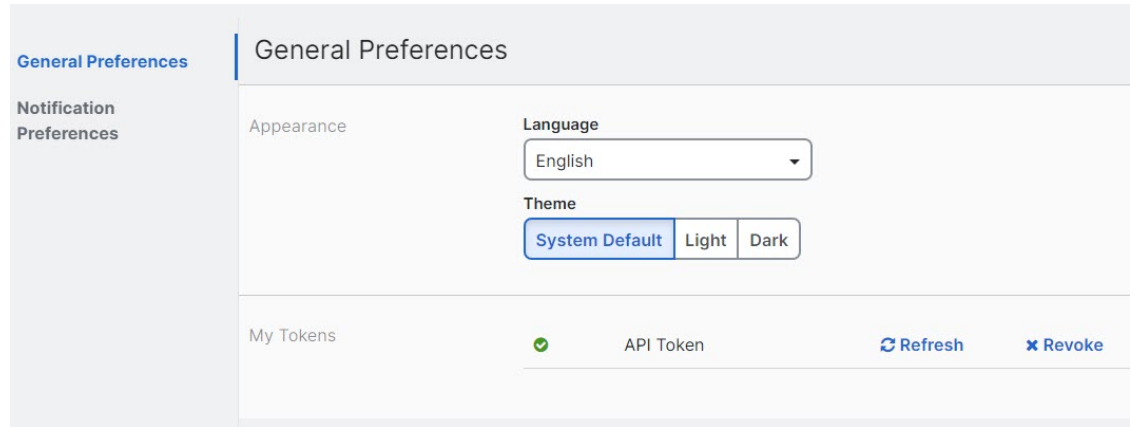 General Preferences
Notification
Preferences
General Preferences
Appearance
Language
English
Theme
System Default Light Dark
My Tokens
API Token Refresh Revoke